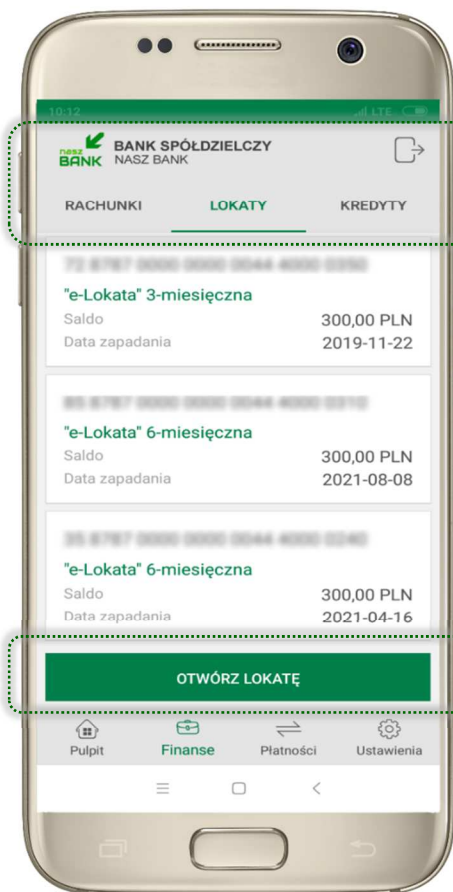 10:12 LTE
nasz BANK
BANK SPÓŁDZIELCZY
NASZ BANK
RACHUNKI LOKATY KREDYTY
"e-Lokata" 3-miesięczna
Saldo 300,00 PLN
Data zapadania 2019-11-22
"e-Lokata" 6-miesięczna
Saldo 300,00 PLN
Data zapadania 2021-08-08
"e-Lokata" 6-miesięczna
Saldo 300,00 PLN
Data zapadania 2021-04-16
OTWÓRZ LOKATĘ
Pulpit Finanse Płatności Ustawienia